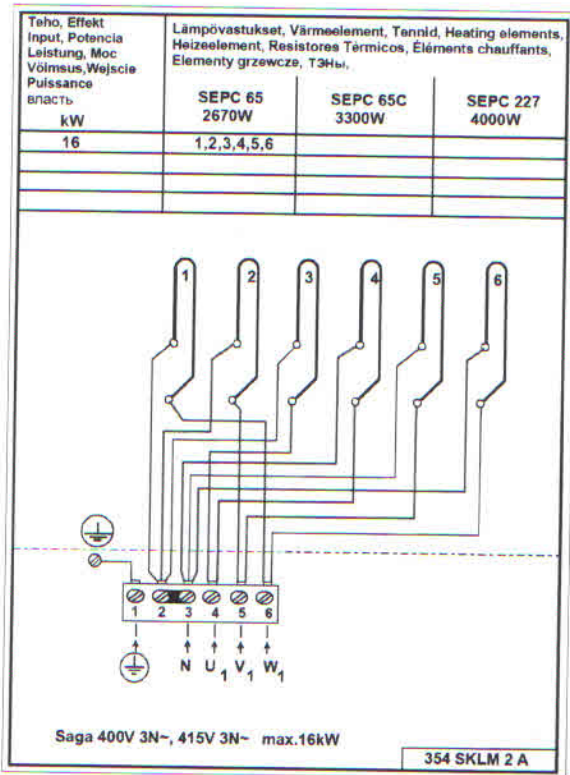 Teho, Effekt
Input, Potencia
Leistung, Moc
Võimsus,Wejscie
Puissance
власть
kW
Lämpövastukset, Värmeelement, Tennid, Heating elements,
Heizeelement, Resistores Térmicos, Éléments chauffants,
Elementy grzewcze, ТЭНы.
SEPC 65
2670W
SEPC 65C
3300W
SEPC 227
4000W
16
1,2,3,4,5,6
1 2 3 4 5 6
1 2 3 4 5 6
N U1 V1 W1
Saga 400V 3N~, 415V 3N~ max.16kW
354 SKLM 2 A